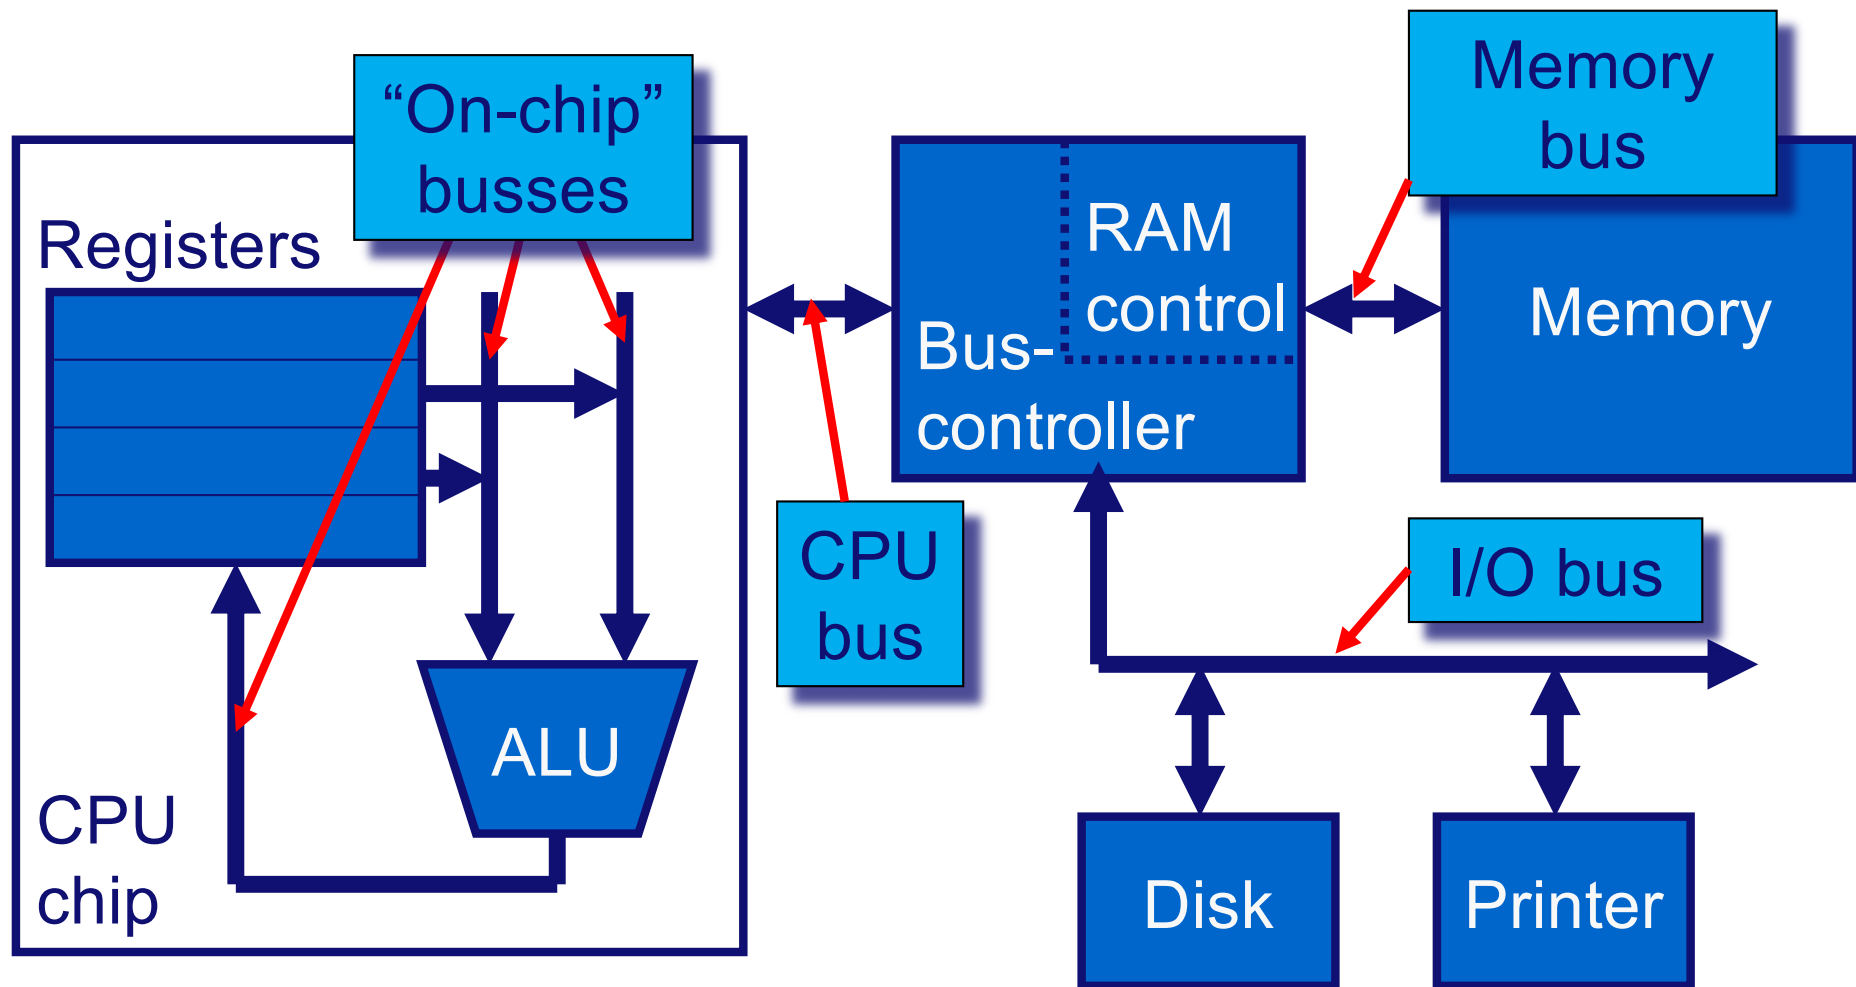 “On-chip”
busses
Memory
bus
Registers
RAM
control
Bus-
controller
Memory
CPU
bus
I/O bus
ALU
CPU
chip
Disk
Printer